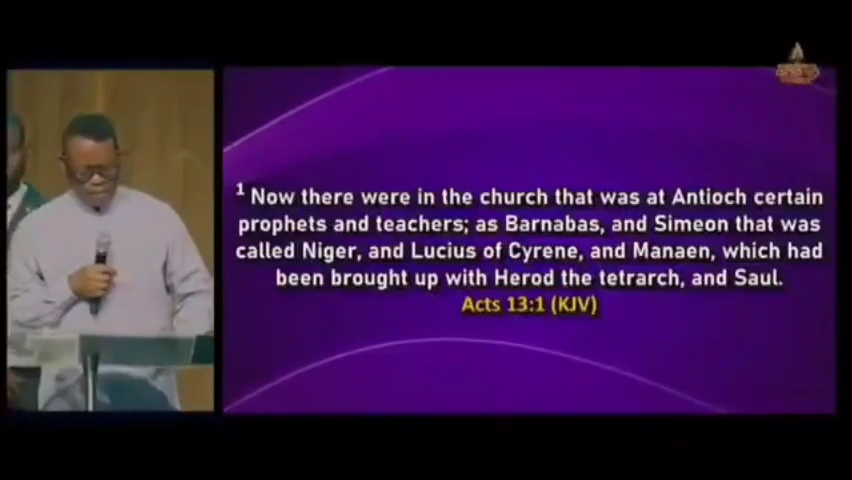 1 Now there were in the church that was at Antioch certain
prophets and teachers; as Barnabas, and Simeon that was
called Niger, and Lucius of Cyrene, and Manaen, which had
been brought up with Herod the tetrarch, and Saul.
Acts 13:1 (KJV)